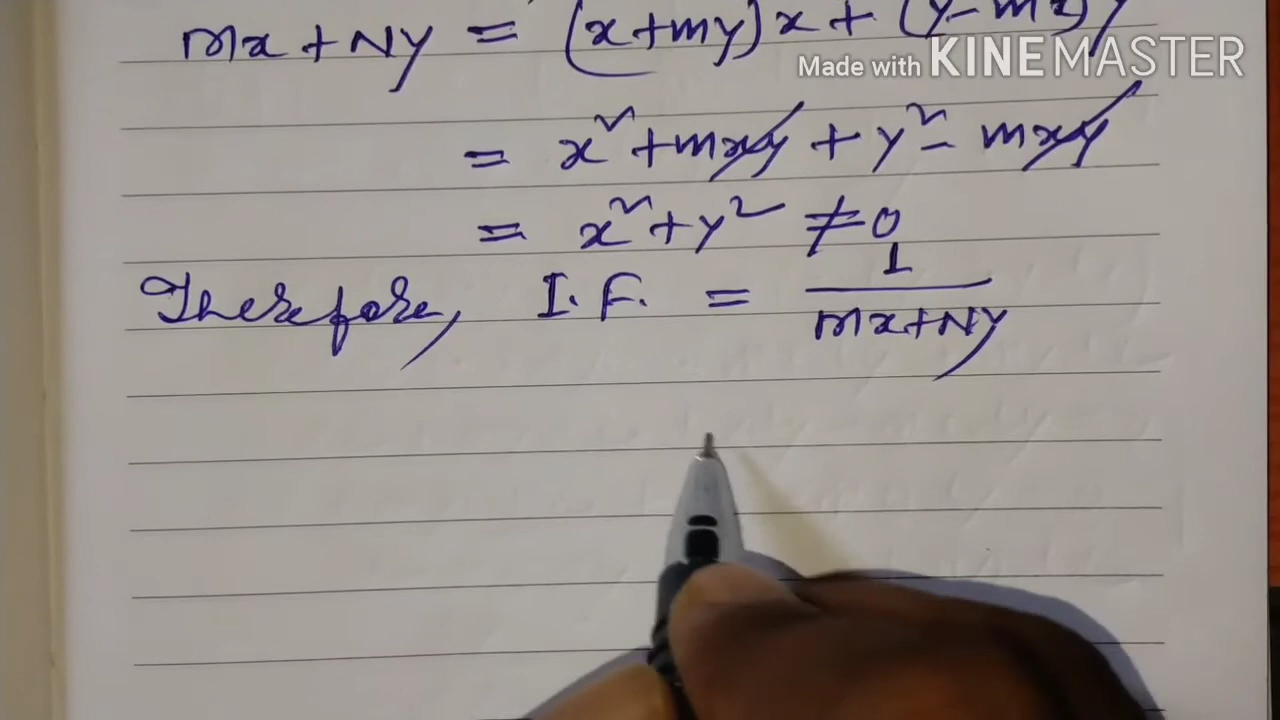 Mx + Ny = (x+my)x + (y-mx)y
Made with KINEMASTER
= x² + mxy + y² - mxy
= x² + y² ≠ 0
Therefore, I.F. = 1/(Mx+Ny)